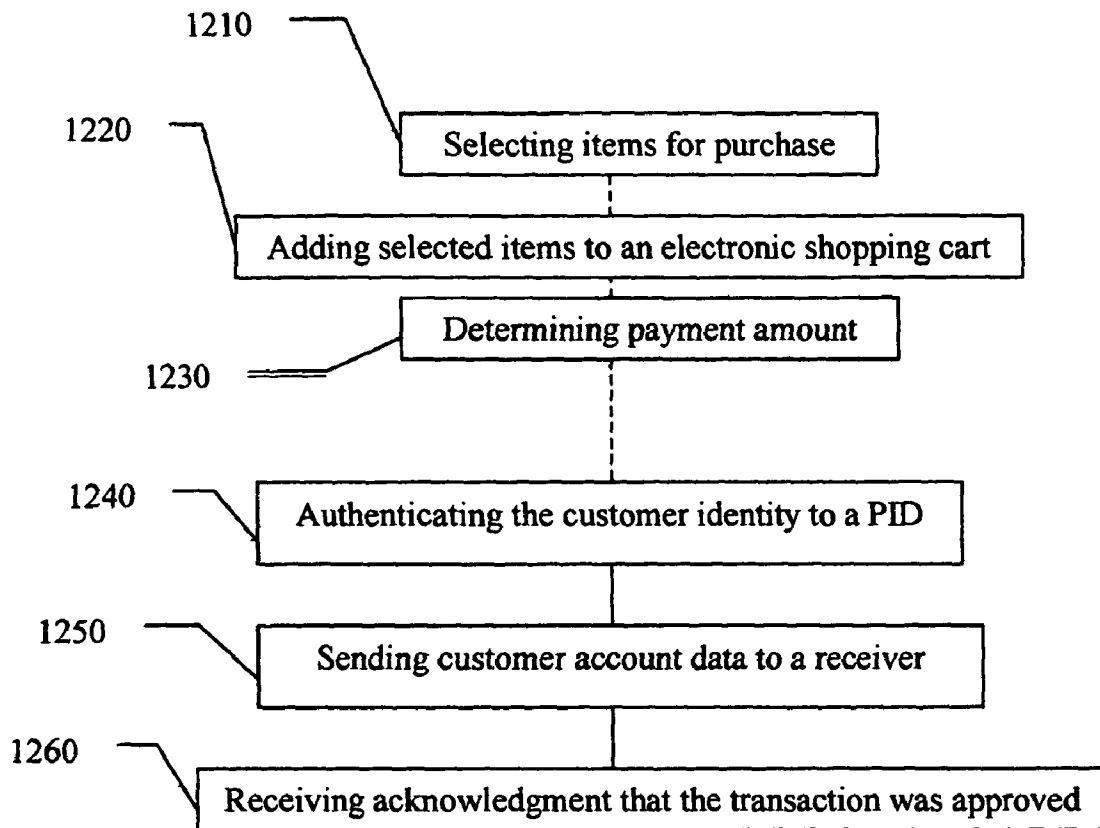 1210
Selecting items for purchase
1220
Adding selected items to an electronic shopping cart
Determining payment amount
1230
1240
Authenticating the customer identity to a PID
1250
Sending customer account data to a receiver
1260
Receiving acknowledgment that the transaction was approved